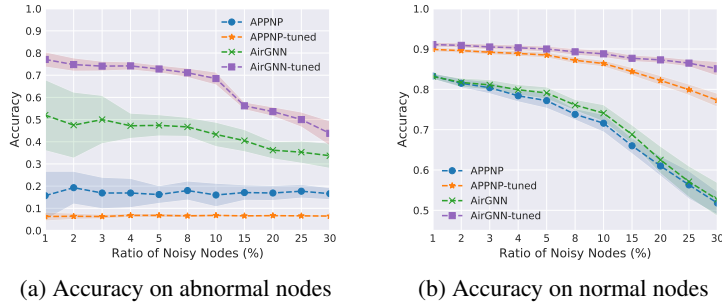 1.0
0.9
0.8
0.7
0.6
0.5
0.4
0.3
0.2
0.1
0.0
Accuracy
APPNP
APPNP-tuned
AirGNN
AirGNN-tuned
1 2 3 4 5 8 10 15 20 25 30
Ratio of Noisy Nodes (%)
(a) Accuracy on abnormal nodes
1.0
0.9
0.8
0.7
0.6
0.5
Accuracy
APPNP
APPNP-tuned
AirGNN
AirGNN-tuned
1 2 3 4 5 8 10 15 20 25 30
Ratio of Noisy Nodes (%)
(b) Accuracy on normal nodes